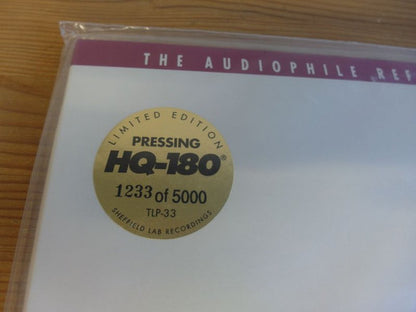 THE AUDIOPHILE REF
LIMITED EDITION
PRESSING
HQ-180®
1233 of 5000
TLP-33
SHEFFIELD LAB RECORDINGS